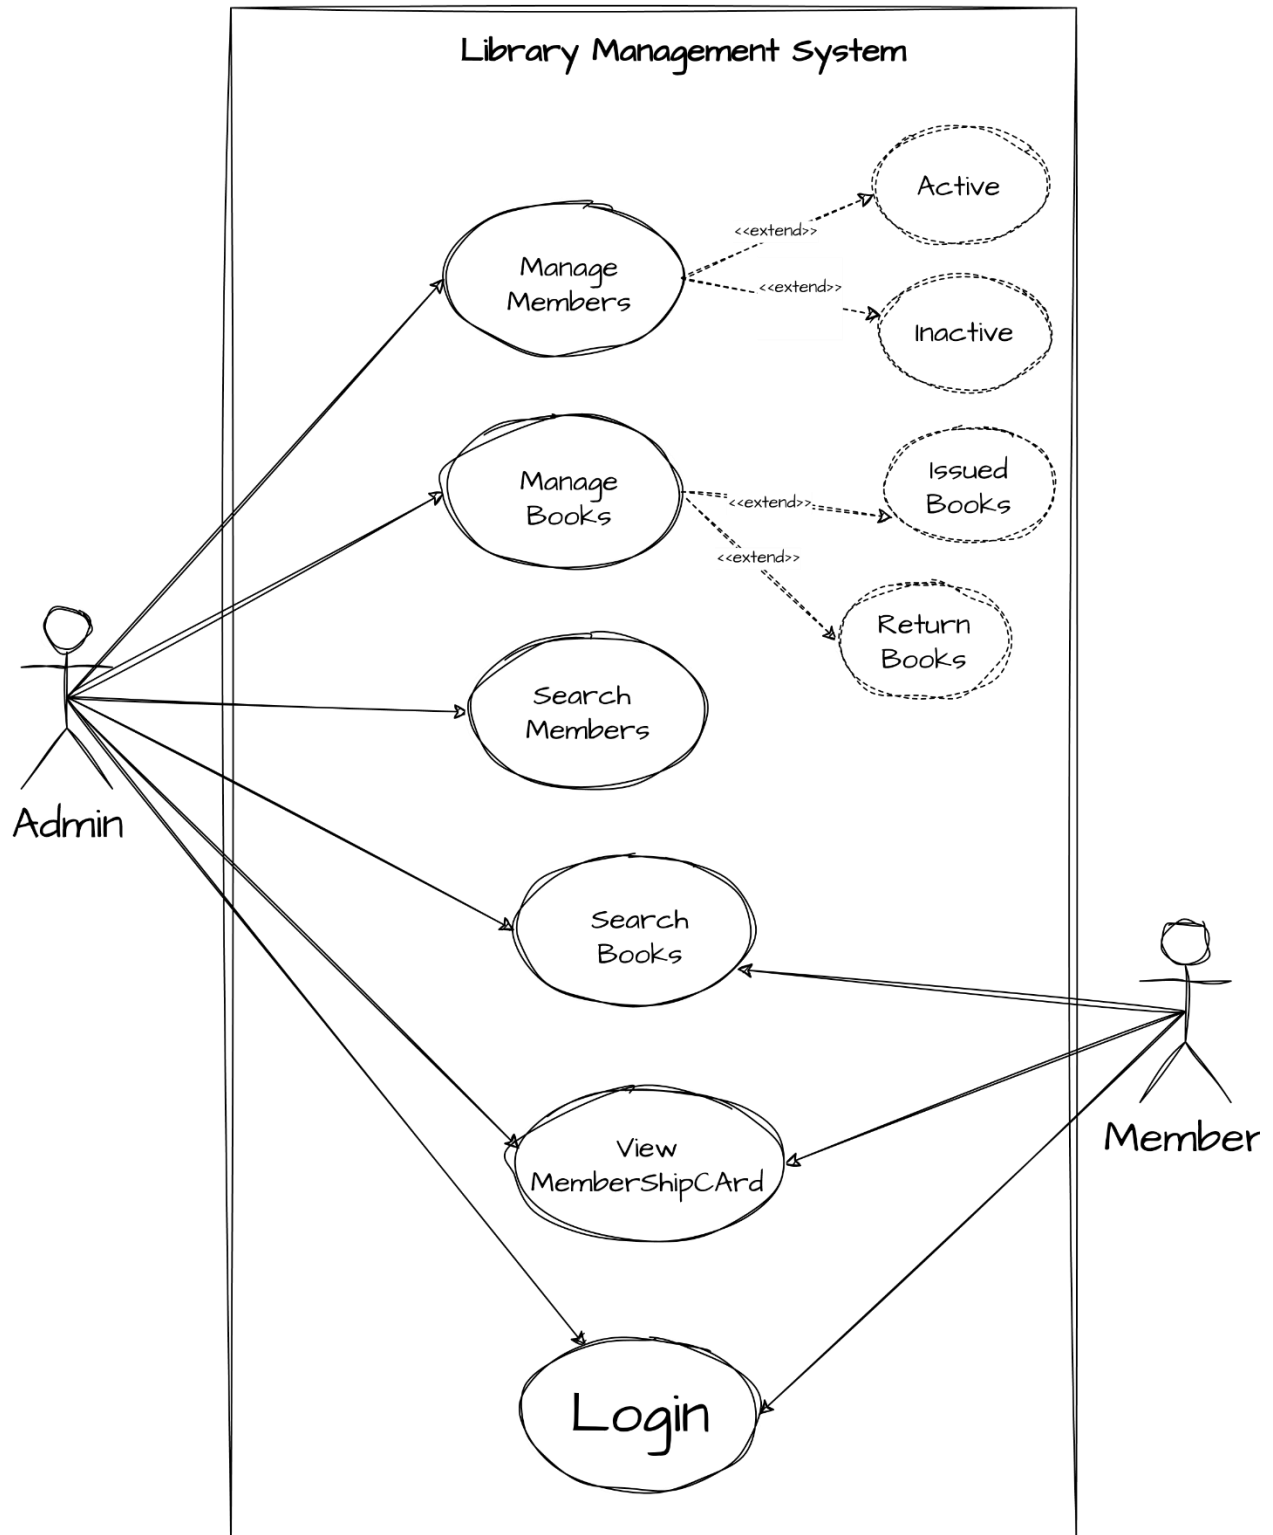 Library Management System
Active
<<extend>>
Manage
Members
<<extend>>
Inactive
Manage
Books
<<extend>>
Issued
Books
<<extend>>
Return
Books
Search
Members
Admin
Search
Books
Member
View
MemberShipCArd
Login